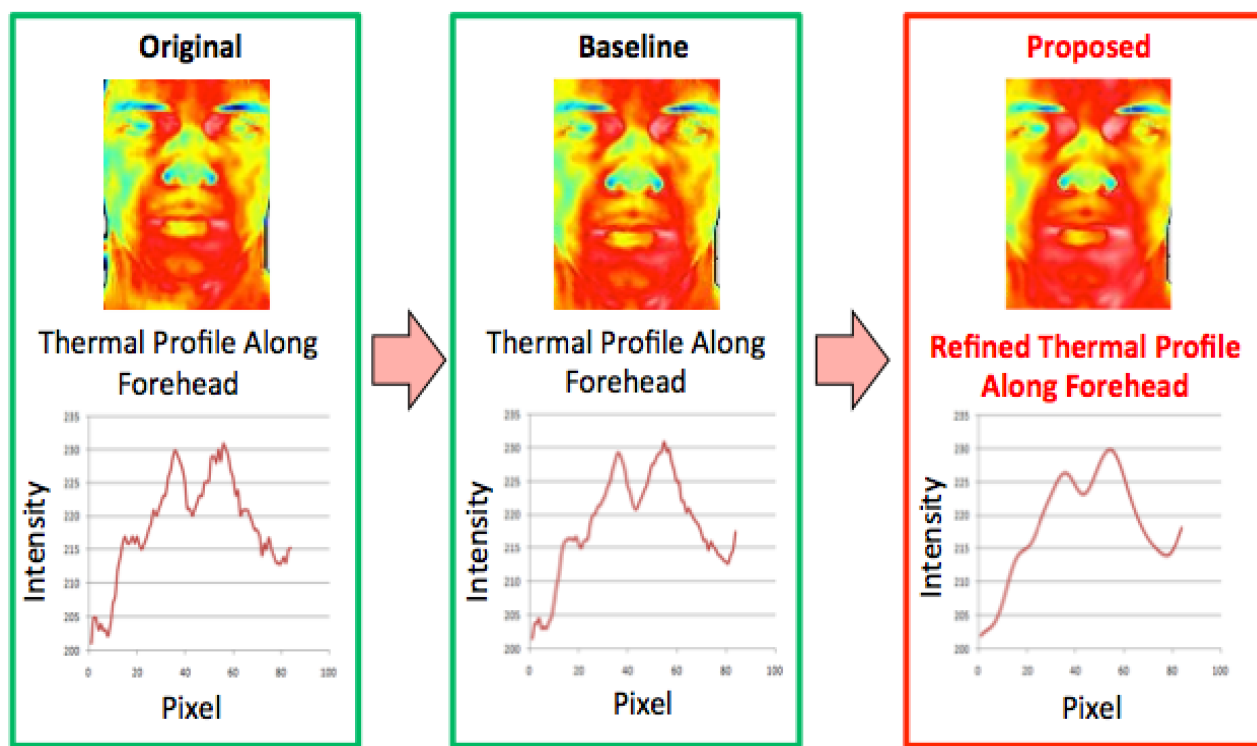 Original
Thermal Profile Along
Forehead
235
230
225
220
215
210
205
200
0 20 40 60 80 100
Intensity
Pixel
Baseline
Thermal Profile Along
Forehead
235
230
225
220
215
210
205
200
0 20 40 60 80 100
Intensity
Pixel
Proposed
Refined Thermal Profile
Along Forehead
235
230
225
220
215
210
205
200
0 20 40 60 80 100
Intensity
Pixel